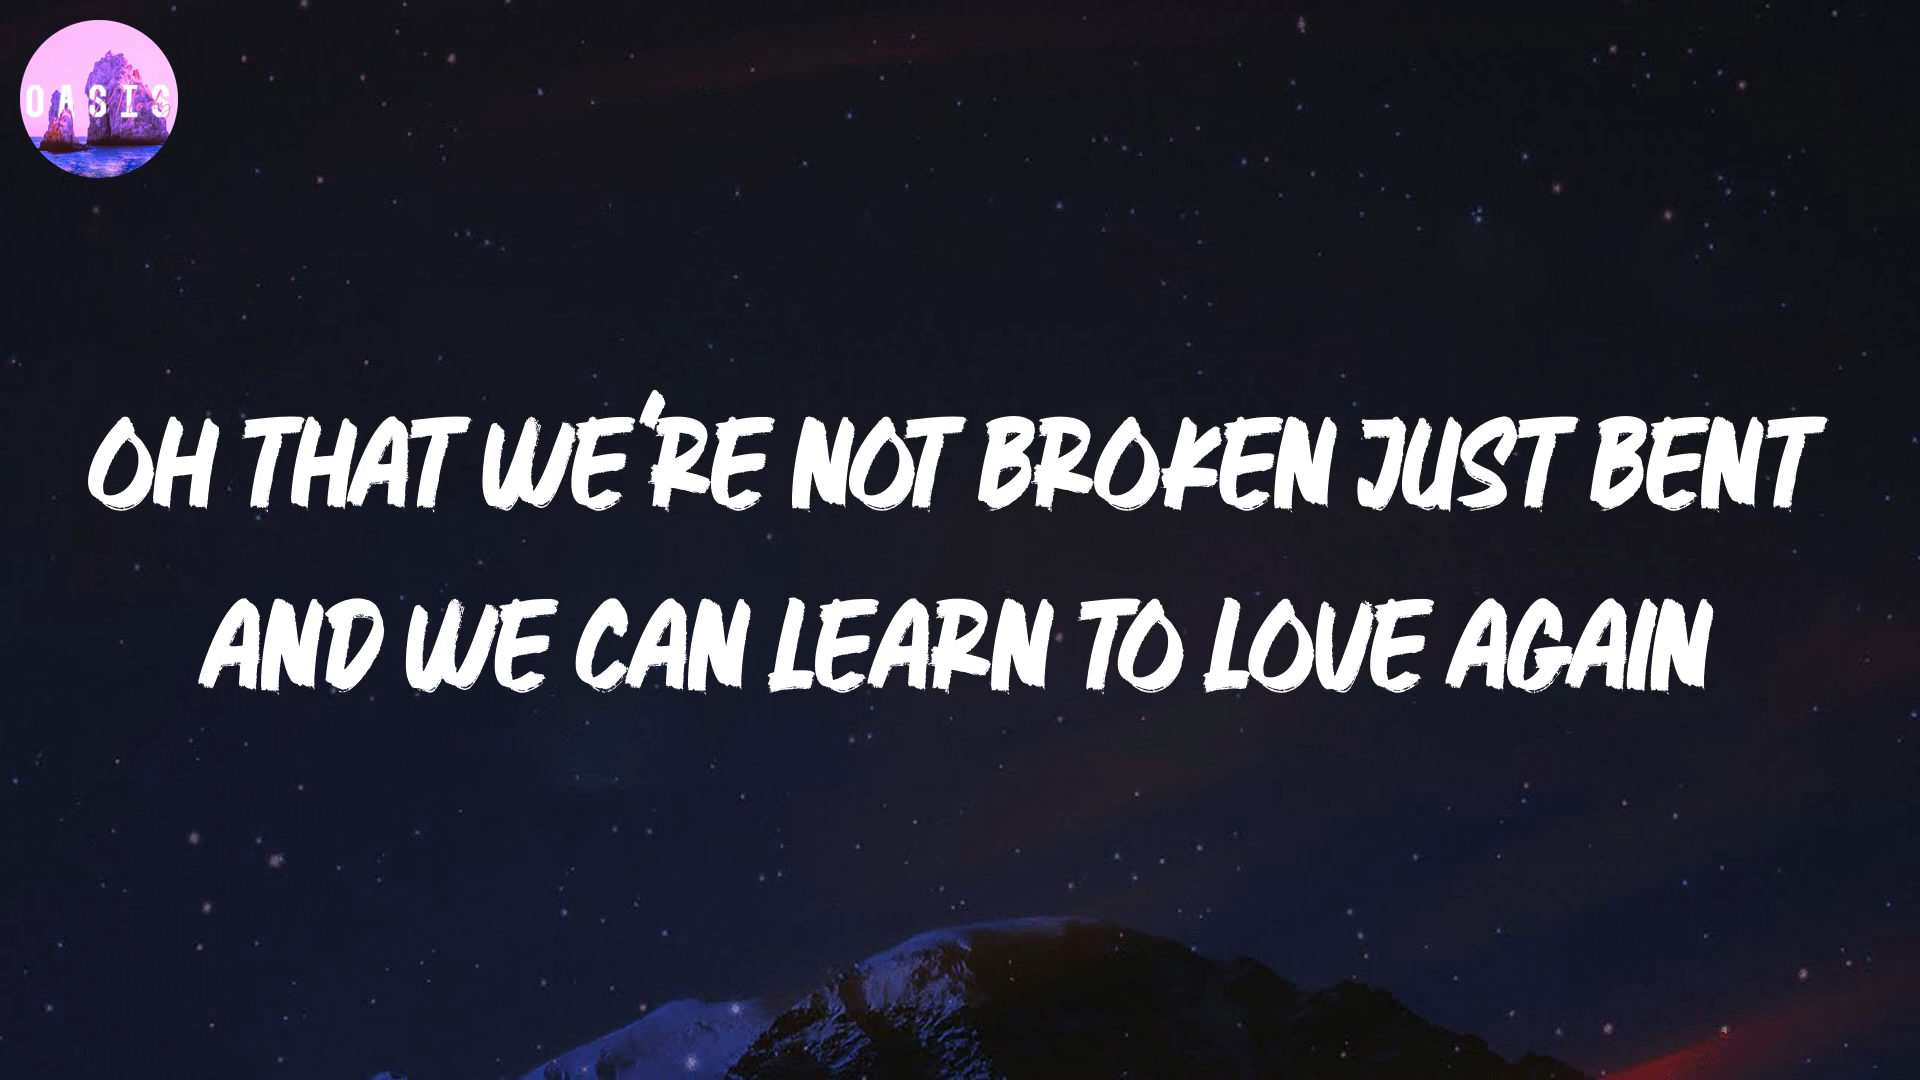 OASIS
OH THAT WE'RE NOT BROKEN JUST BENT
AND WE CAN LEARN TO LOVE AGAIN